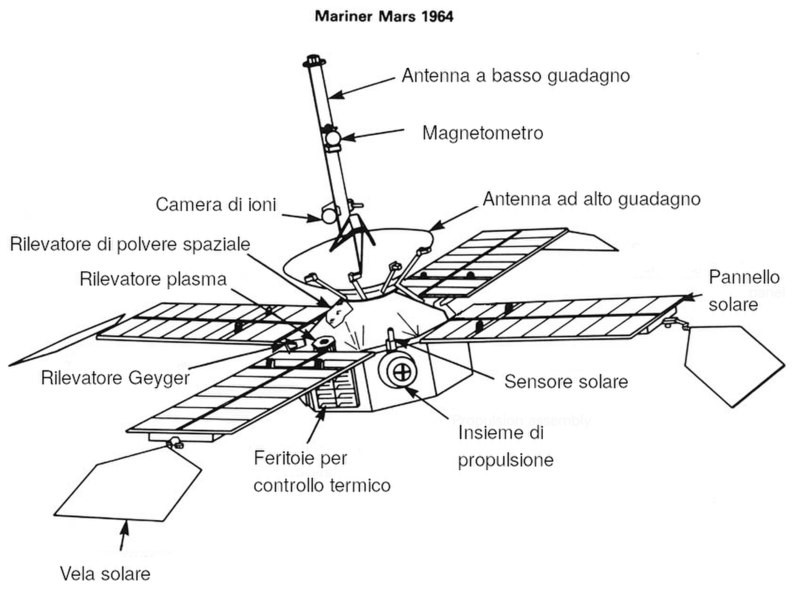 Mariner Mars 1964
Antenna a basso guadagno
Magnetometro
Camera di ioni
Antenna ad alto guadagno
Rilevatore di polvere spaziale
Rilevatore plasma
Pannello
solare
Rilevatore Geyger
Sensore solare
Insieme di
propulsione
Feritoie per
controllo termico
Vela solare